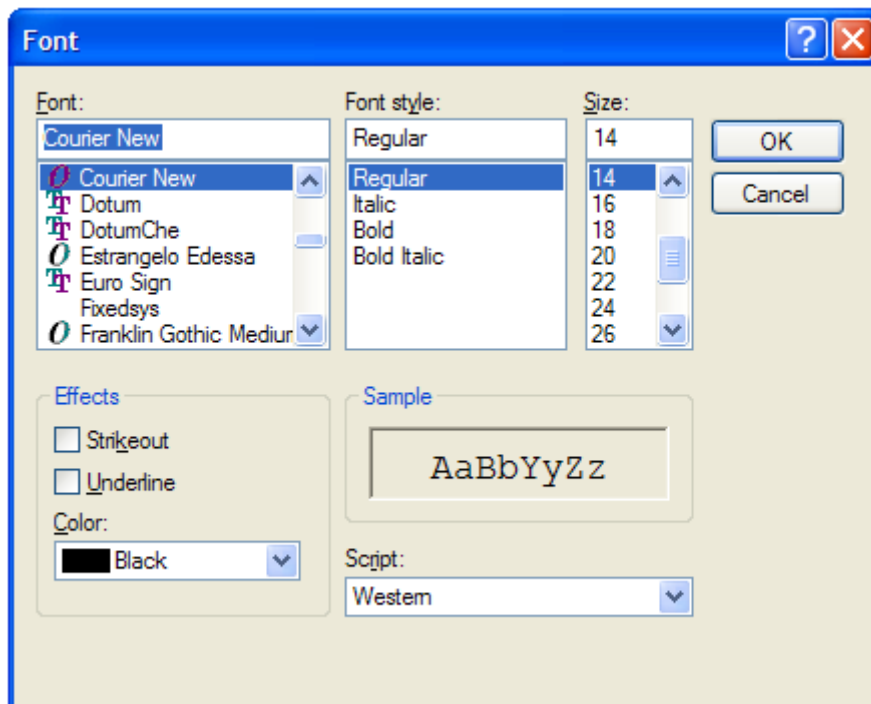 Font
Font:
Courier New
Courier New
Dotum
DotumChe
Estrangelo Edessa
Euro Sign
Fixedsys
Franklin Gothic Medium
Font style:
Regular
Regular
Italic
Bold
Bold Italic
Size:
14
14
16
18
20
22
24
26
OK
Cancel
Effects
Strikeout
Underline
Color:
Black
Sample
AaBbYyZz
Script:
Western